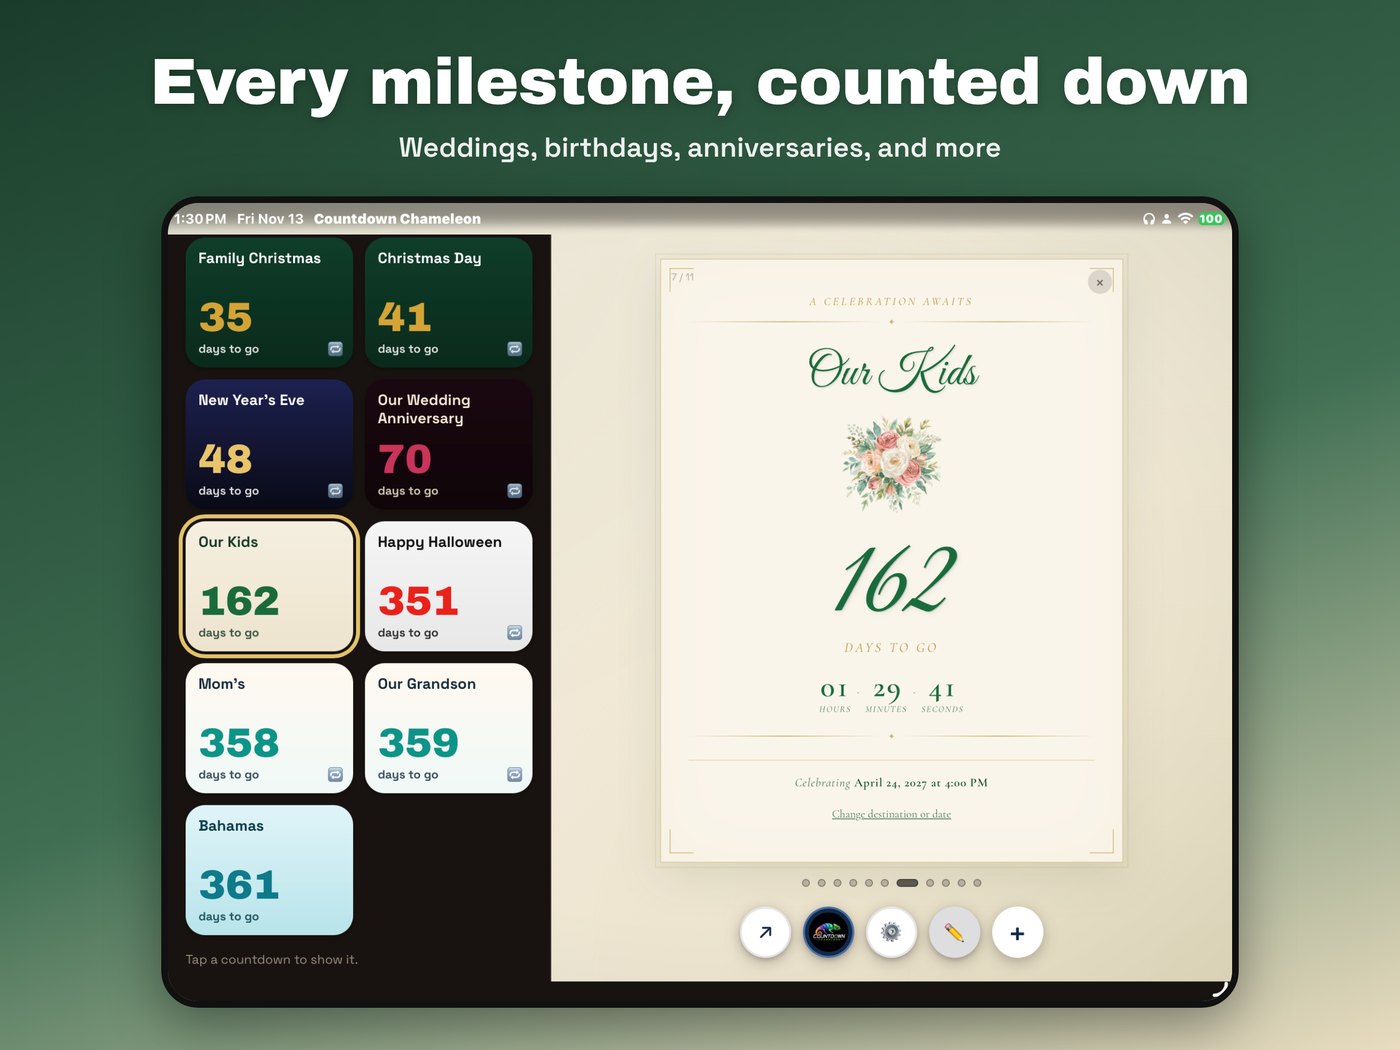 Every milestone, counted down
Weddings, birthdays, anniversaries, and more
1:30 PM Fri Nov 13 Countdown Chameleon
100
Family Christmas
35
days to go
Christmas Day
41
days to go
New Year's Eve
48
days to go
Our Wedding
Anniversary
70
days to go
Our Kids
162
days to go
Happy Halloween
351
days to go
Mom's
358
days to go
Our Grandson
359
days to go
Bahamas
361
days to go
Tap a countdown to show it.
7 / 11
×
A CELEBRATION AWAITS
Our Kids
162
DAYS TO GO
01 · 29 · 41
HOURS MINUTES SECONDS
Celebrating April 24, 2027 at 4:00 PM
Change destination or date
COUNTDOWN
+